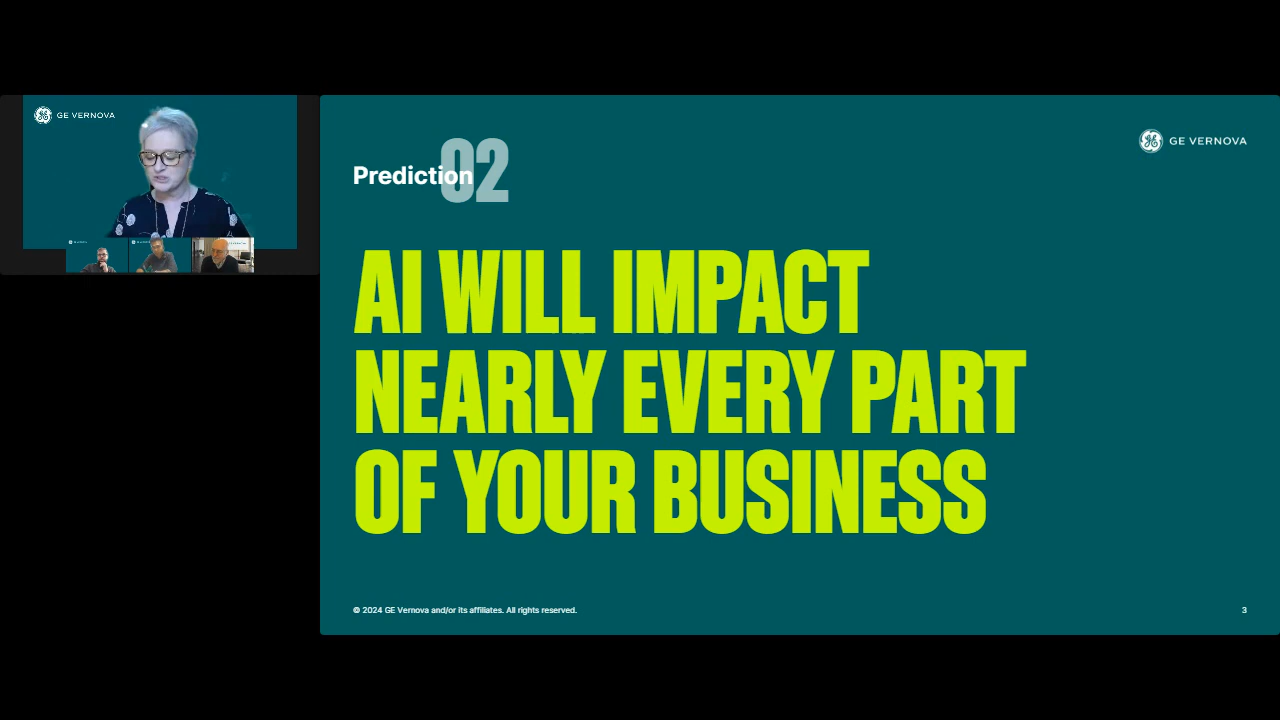 GE VERNOVA
GE VERNOVA
Prediction 02
AI WILL IMPACT
NEARLY EVERY PART
OF YOUR BUSINESS
© 2024 GE Vernova and/or its affiliates. All rights reserved.
3